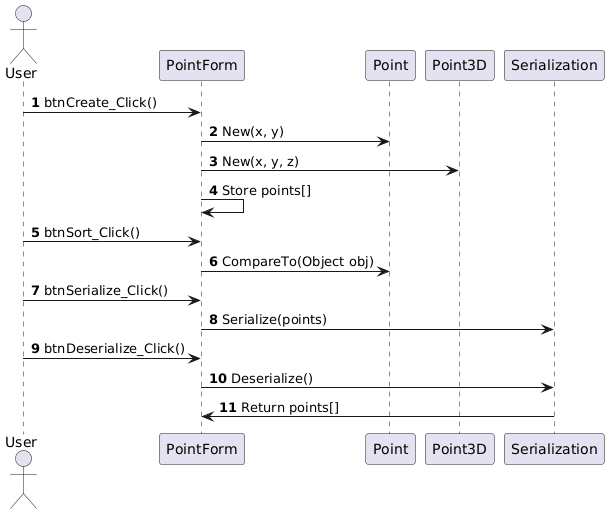 User
PointForm
Point
Point3D
Serialization
1 btnCreate_Click()
2 New(x, y)
3 New(x, y, z)
4 Store points[]
5 btnSort_Click()
6 CompareTo(Object obj)
7 btnSerialize_Click()
8 Serialize(points)
9 btnDeserialize_Click()
10 Deserialize()
11 Return points[]
User
PointForm
Point
Point3D
Serialization